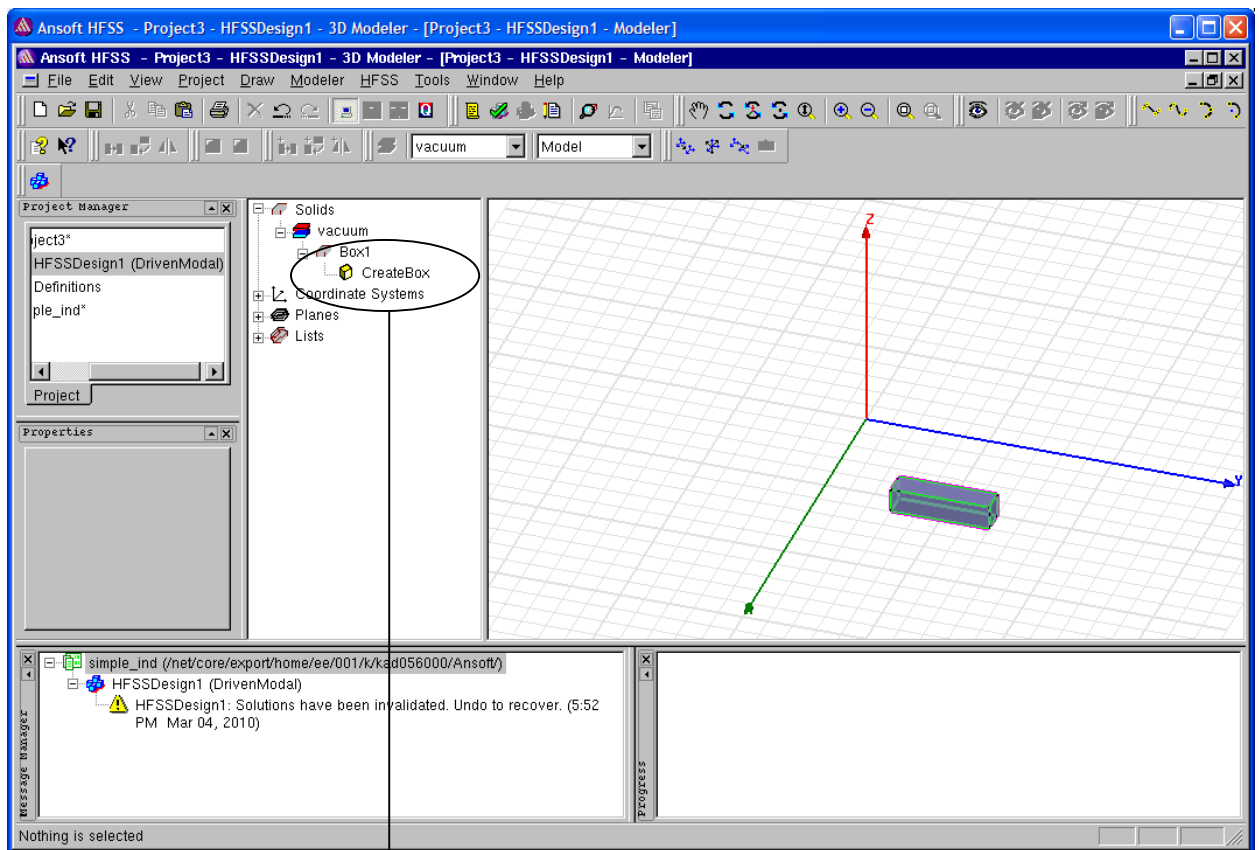 Ansoft HFSS - Project3 - HFSSDesign1 - 3D Modeler - [Project3 - HFSSDesign1 - Modeler]
Ansoft HFSS - Project3 - HFSSDesign1 - 3D Modeler - [Project3 - HFSSDesign1 - Modeler]
File Edit View Project Draw Modeler HFSS Tools Window Help
vacuum Model
Project Manager
ject3*
HFSSDesign1 (DrivenModal)
Definitions
ple_ind*
Project
Properties
Solids
vacuum
Box1
CreateBox
Coordinate Systems
Planes
Lists
Z
Y
simple_ind (/net/core/export/home/ee/001/k/kad056000/Ansoft/)
HFSSDesign1 (DrivenModal)
HFSSDesign1: Solutions have been invalidated. Undo to recover. (5:52
PM Mar 04, 2010)
Message Manager
Progress
Nothing is selected